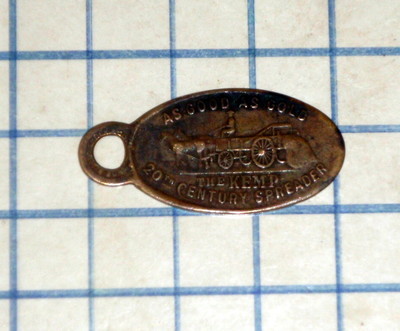 AS GOOD AS GOLD
THE KEMP
20TH CENTURY SPREADER